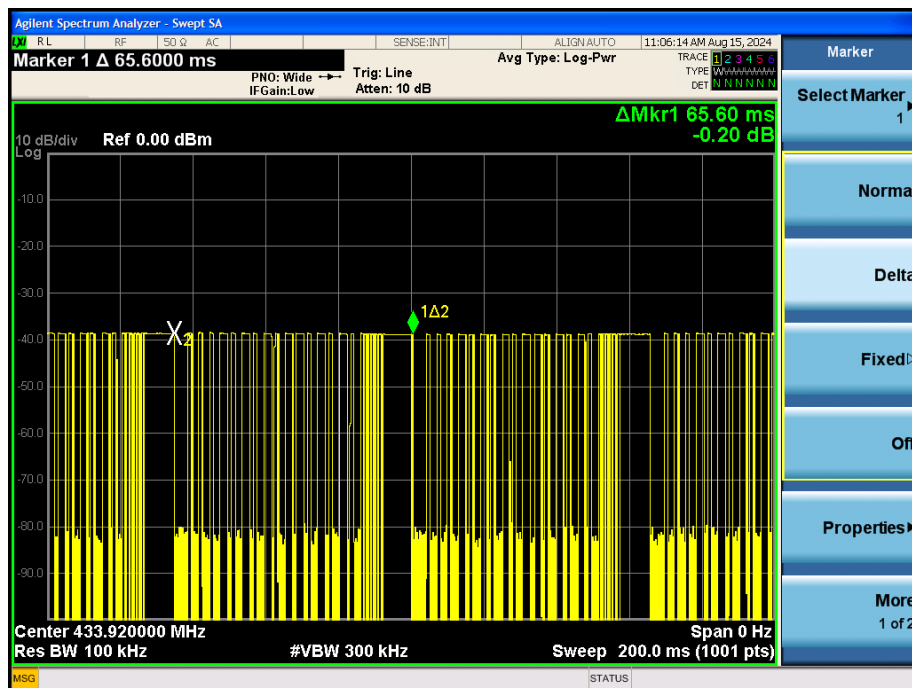 Agilent Spectrum Analyzer - Swept SA
LXI RL RF 50 Ω AC SENSE:INT ALIGN AUTO 11:06:14 AM Aug 15, 2024
Marker 1 Δ 65.6000 ms
PNO: Wide
IFGain:Low
Trig: Line
Atten: 10 dB
Avg Type: Log-Pwr
TRACE 1 2 3 4 5 6
TYPE
DET N N N N N N
ΔMkr1 65.60 ms
-0.20 dB
10 dB/div Ref 0.00 dBm
Log
-10.0
-20.0
-30.0
1Δ2
-40.0
X2
-50.0
-60.0
-70.0
-80.0
-90.0
Center 433.920000 MHz Span 0 Hz
Res BW 100 kHz #VBW 300 kHz Sweep 200.0 ms (1001 pts)
MSG STATUS
Marker
Select Marker
1
Norma
Delta
Fixed
Off
Properties
More
1 of 2